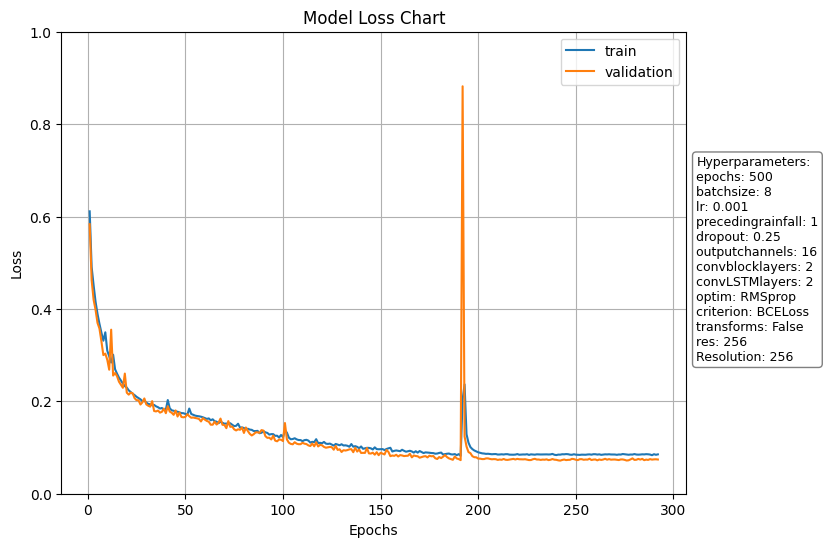 Model Loss Chart
train
validation
1.0
0.8
0.6
0.4
0.2
0.0
Loss
0
50
100
150
200
250
300
Epochs
Hyperparameters:
epochs: 500
batchsize: 8
lr: 0.001
precedingrainfall: 1
dropout: 0.25
outputchannels: 16
convblocklayers: 2
convLSTMlayers: 2
optim: RMSprop
criterion: BCELoss
transforms: False
res: 256
Resolution: 256